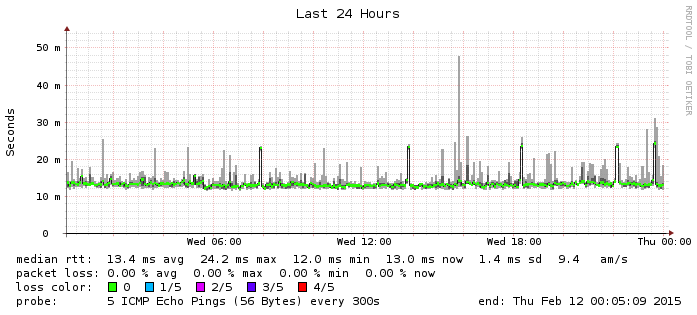 Last 24 Hours
RRDTOOL / TOBI OETIKER
Seconds
50 m
40 m
30 m
20 m
10 m
0
Wed 06:00 Wed 12:00 Wed 18:00 Thu 00:00
median rtt: 13.4 ms avg 24.2 ms max 12.0 ms min 13.0 ms now 1.4 ms sd 9.4 am/s
packet loss: 0.00 % avg 0.00 % max 0.00 % min 0.00 % now
loss color: 0 1/5 2/5 3/5 4/5
probe: 5 ICMP Echo Pings (56 Bytes) every 300s end: Thu Feb 12 00:05:09 2015